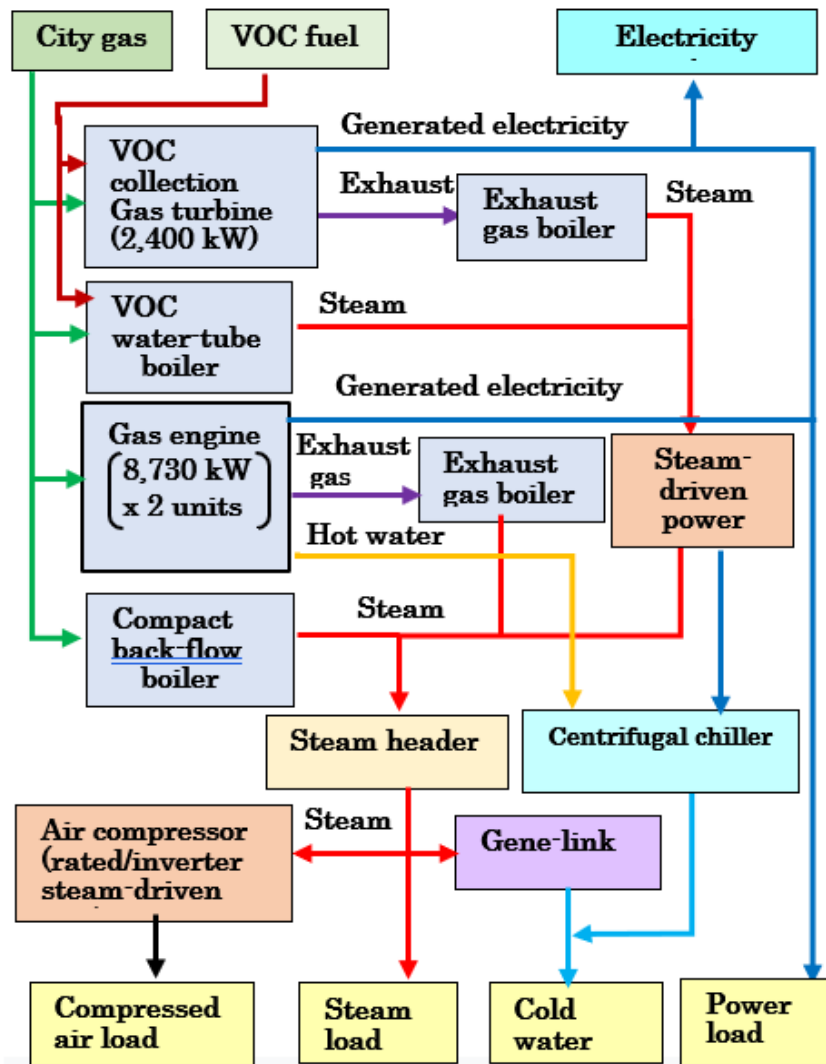 City gas
VOC fuel
Electricity
Generated electricity
VOC
collection
Gas turbine
(2,400 kW)
Exhaust
Exhaust
gas boiler
Steam
VOC
water-tube
boiler
Steam
Generated electricity
Gas engine
8,730 kW
x 2 units
Exhaust
gas
Exhaust
gas boiler
Steam-
driven
power
Hot water
Compact
back-flow
boiler
Steam
Steam header
Centrifugal chiller
Air compressor
(rated/inverter
steam-driven
Steam
Gene-link
Compressed
air load
Steam
load
Cold
water
Power
load